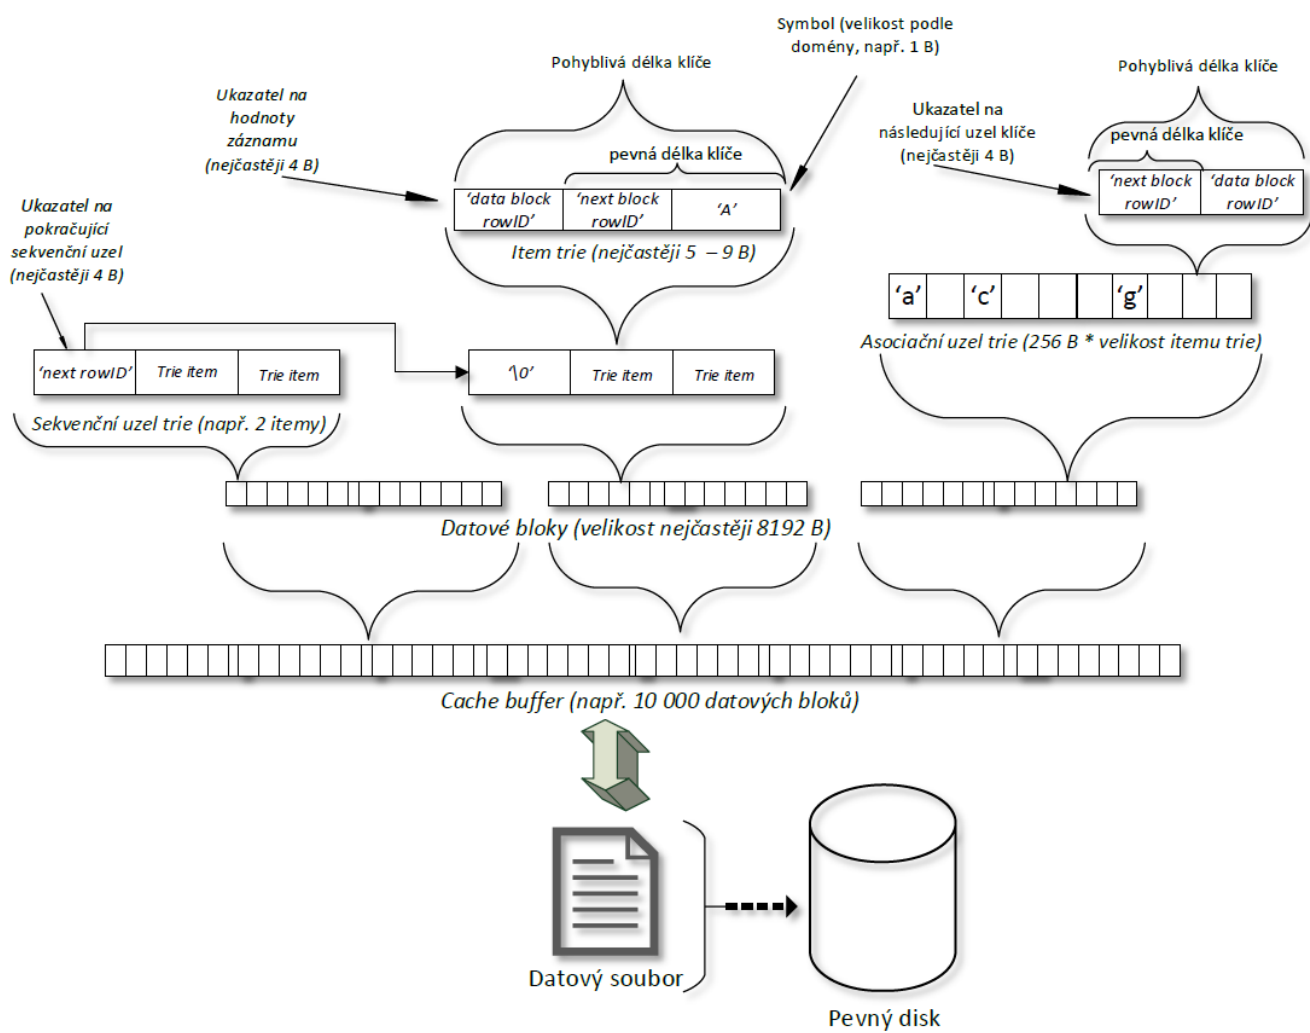 Symbol (velikost podle
domény, např. 1 B)
Pohyblivá délka klíče
Pohyblivá délka klíče
Ukazatel na
hodnoty
záznamu
(nejčastěji 4 B)
Ukazatel na
následující uzel klíče
(nejčastěji 4 B)
pevná délka klíče
pevná délka klíče
‘data block
rowID’
‘next block
rowID’
‘A’
‘next block
rowID’
‘data block
rowID’
Ukazatel na
pokračující
sekvenční uzel
(nejčastěji 4 B)
Item trie (nejčastěji 5 – 9 B)
‘a’
‘c’
‘g’
Asociační uzel trie (256 B * velikost itemu trie)
‘next rowID’
Trie item
Trie item
‘\0’
Trie item
Trie item
Sekvenční uzel trie (např. 2 itemy)
Datové bloky (velikost nejčastěji 8192 B)
Cache buffer (např. 10 000 datových bloků)
Datový soubor
Pevný disk